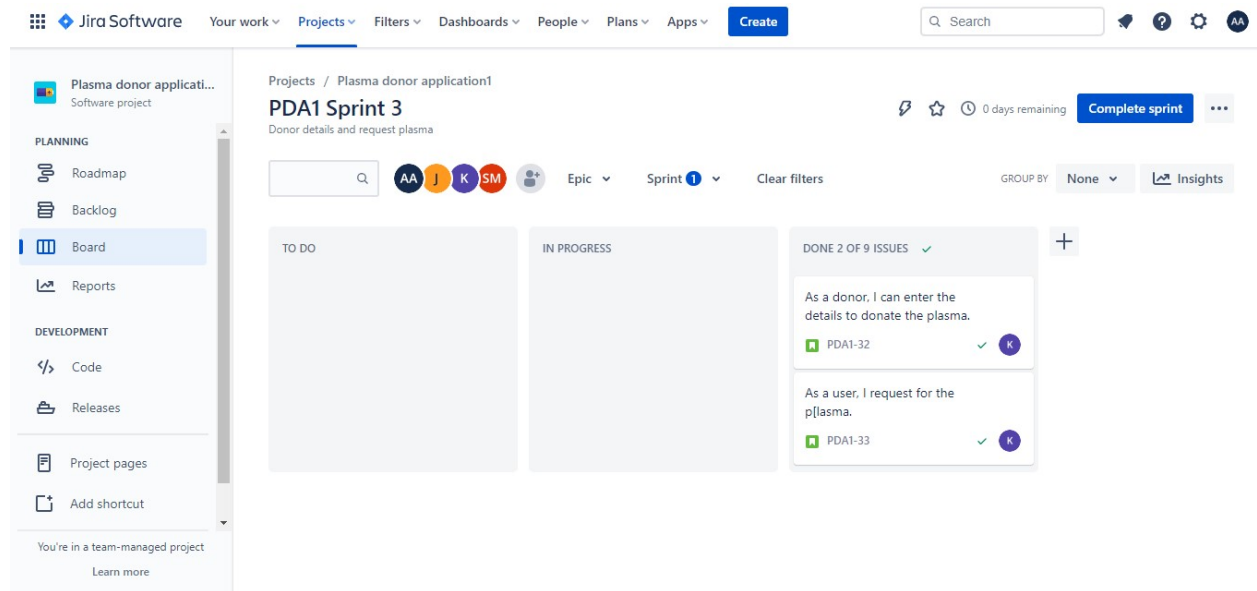 Jira Software Your work Projects Filters Dashboards People Plans Apps Create Search AA
Plasma donor applicati...
Software project
PLANNING
Roadmap
Backlog
Board
Reports
DEVELOPMENT
Code
Releases
Project pages
Add shortcut
You're in a team-managed project
Learn more
Projects / Plasma donor application1
PDA1 Sprint 3
0 days remaining Complete sprint
Donor details and request plasma
AA J K SM Epic Sprint 1 Clear filters GROUP BY None Insights
TO DO
IN PROGRESS
DONE 2 OF 9 ISSUES
As a donor, I can enter the
details to donate the plasma.
PDA1-32 K
As a user, I request for the
p[lasma.
PDA1-33 K